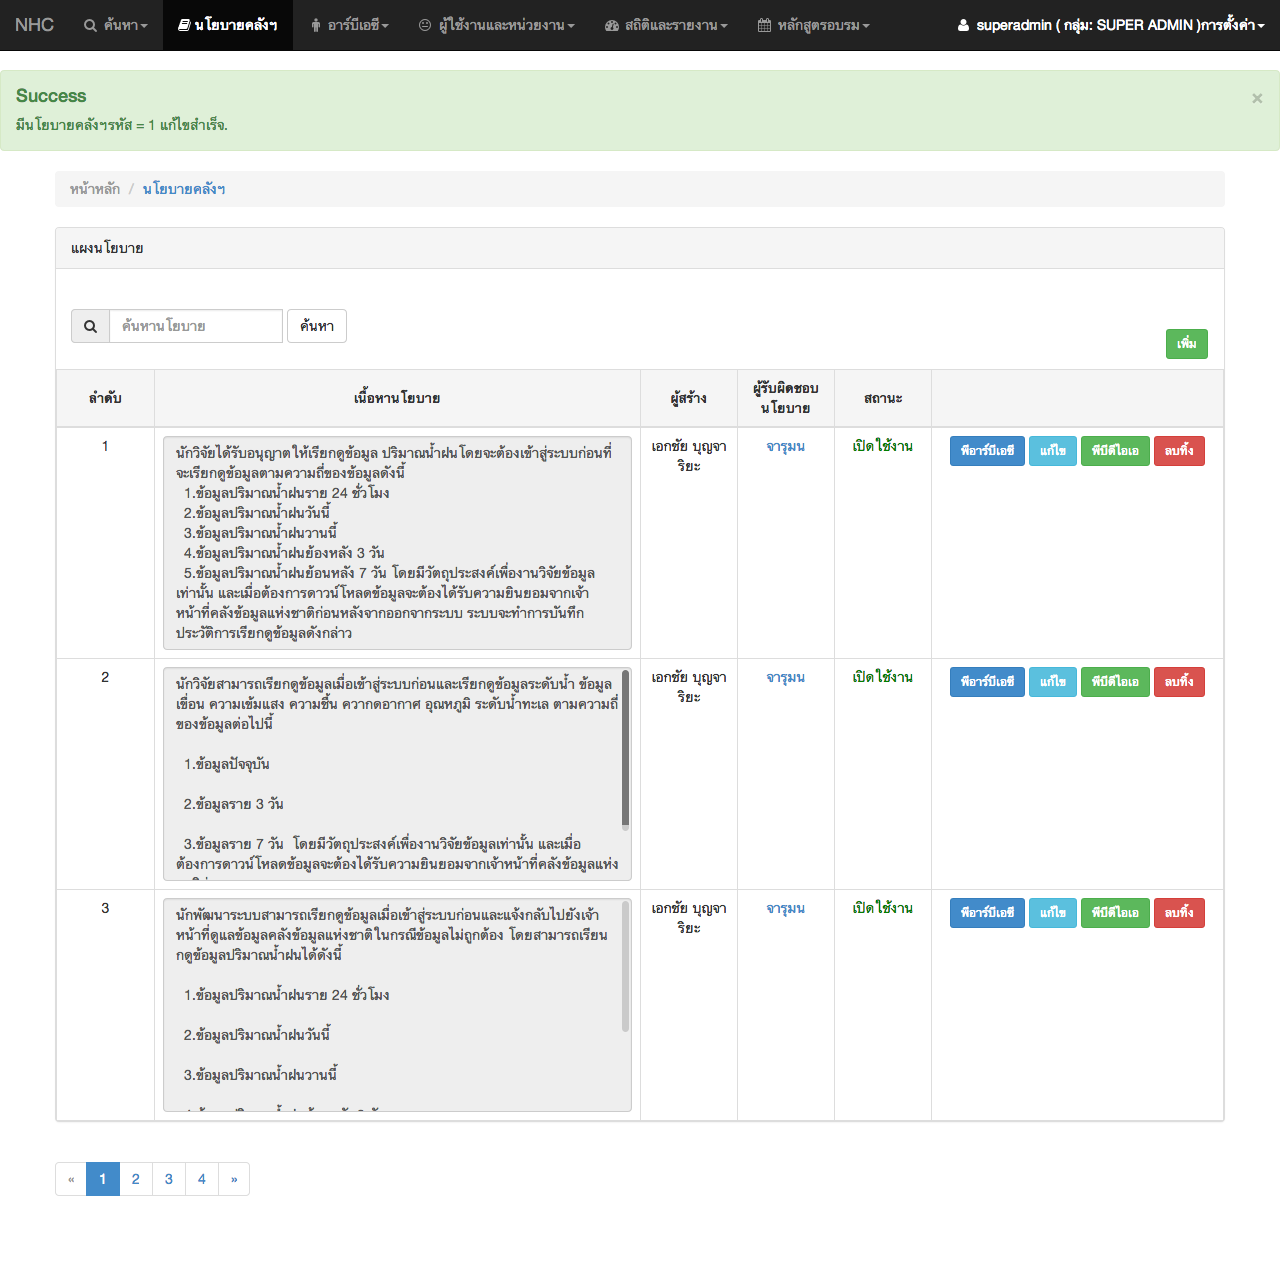 NHC ค้นหา นโยบายคลังฯ อาร์บีเอซี ผู้ใช้งานและหน่วยงาน สถิติและรายงาน หลักสูตรอบรม superadmin ( กลุ่ม: SUPER ADMIN )การตั้งค่า
Success ×
มีนโยบายคลังฯรหัส = 1 แก้ไขสำเร็จ.
หน้าหลัก / นโยบายคลังฯ
แผงนโยบาย
ค้นหานโยบาย ค้นหา
เพิ่ม
ลำดับ เนื้อหานโยบาย ผู้สร้าง ผู้รับผิดชอบ สถานะ
นโยบาย
1 นักวิจัยได้รับอนุญาตให้เรียกดูข้อมูล ปริมาณน้ำฝนโดยจะต้องเข้าสู่ระบบก่อนที่ เอกชัย บุญจา จารุมน เปิดใช้งาน พีอาร์บีเอซี แก้ไข พีบีดีไอเอ ลบทิ้ง
จะเรียกดูข้อมูลตามความถี่ของข้อมูลดังนี้ ริยะ
1.ข้อมูลปริมาณน้ำฝนราย 24 ชั่วโมง
2.ข้อมูลปริมาณน้ำฝนวันนี้
3.ข้อมูลปริมาณน้ำฝนวานนี้
4.ข้อมูลปริมาณน้ำฝนย้องหลัง 3 วัน
5.ข้อมูลปริมาณน้ำฝนย้อนหลัง 7 วัน โดยมีวัตถุประสงค์เพื่องานวิจัยข้อมูล
เท่านั้น และเมื่อต้องการดาวน์โหลดข้อมูลจะต้องได้รับความยินยอมจากเจ้า
หน้าที่คลังข้อมูลแห่งชาติก่อนหลังจากออกจากระบบ ระบบจะทำการบันทึก
ประวัติการเรียกดูข้อมูลดังกล่าว
2 นักวิจัยสามารถเรียกดูข้อมูลเมื่อเข้าสู่ระบบก่อนและเรียกดูข้อมูลระดับน้ำ ข้อมูล เอกชัย บุญจา จารุมน เปิดใช้งาน พีอาร์บีเอซี แก้ไข พีบีดีไอเอ ลบทิ้ง
เขื่อน ความเข้มแสง ความชื้น ความกดอากาศ อุณหภูมิ ระดับน้ำทะเล ตามความถี่ ริยะ
ของข้อมูลต่อไปนี้
1.ข้อมูลปัจจุบัน
2.ข้อมูลราย 3 วัน
3.ข้อมูลราย 7 วัน โดยมีวัตถุประสงค์เพื่องานวิจัยข้อมูลเท่านั้น และเมื่อ
ต้องการดาวน์โหลดข้อมูลจะต้องได้รับความยินยอมจากเจ้าหน้าที่คลังข้อมูลแห่ง
3 นักพัฒนาระบบสามารถเรียกดูข้อมูลเมื่อเข้าสู่ระบบก่อนและแจ้งกลับไปยังเจ้า เอกชัย บุญจา จารุมน เปิดใช้งาน พีอาร์บีเอซี แก้ไข พีบีดีไอเอ ลบทิ้ง
หน้าที่ดูแลข้อมูลคลังข้อมูลแห่งชาติในกรณีข้อมูลไม่ถูกต้อง โดยสามารถเรียน ริยะ
กดูข้อมูลปริมาณน้ำฝนได้ดังนี้
1.ข้อมูลปริมาณน้ำฝนราย 24 ชั่วโมง
2.ข้อมูลปริมาณน้ำฝนวันนี้
3.ข้อมูลปริมาณน้ำฝนวานนี้
« 1 2 3 4 »